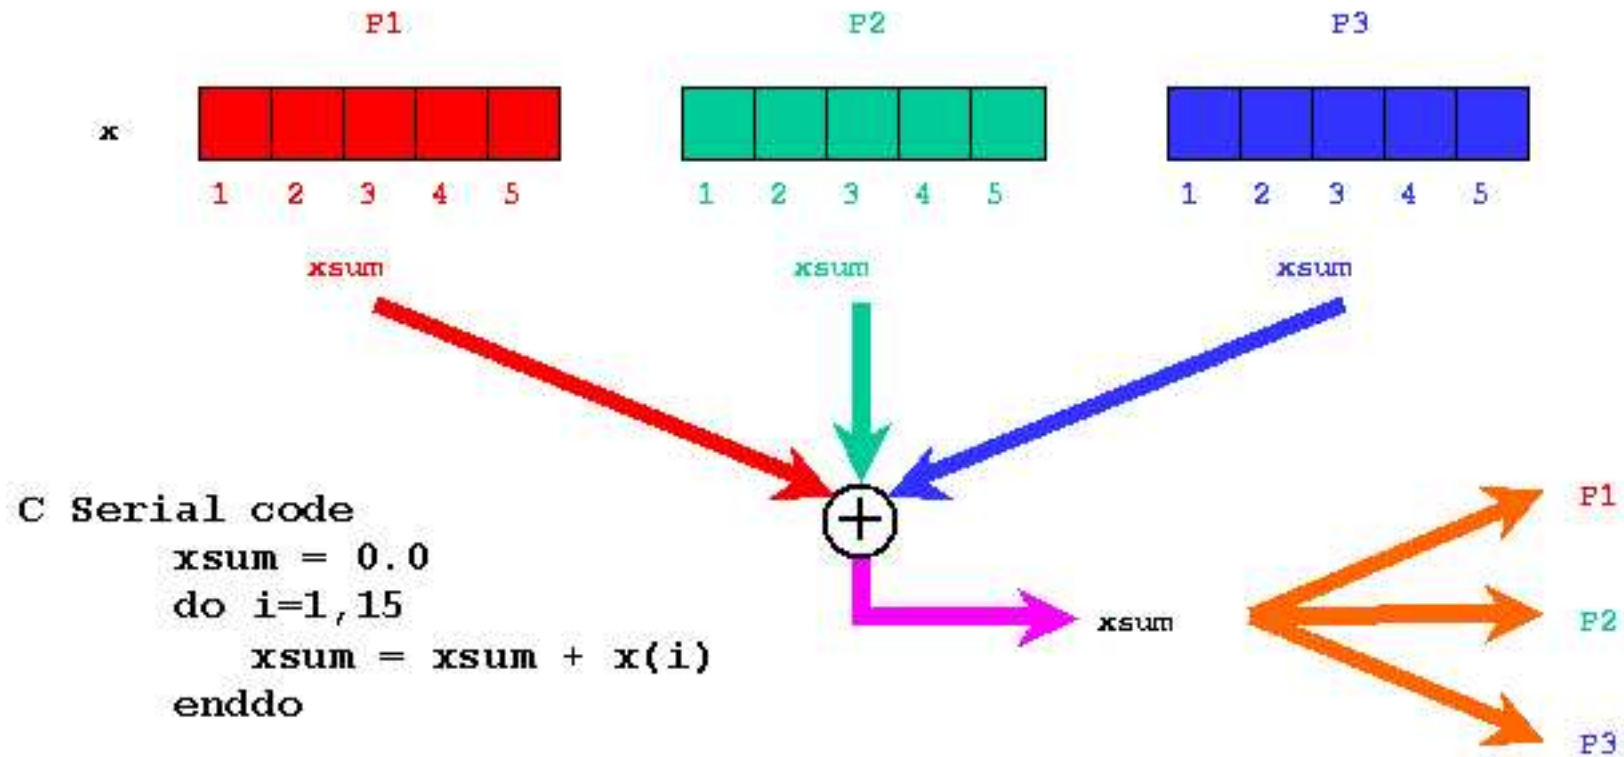 P1 P2 P3
x
1 2 3 4 5 1 2 3 4 5 1 2 3 4 5
xsum xsum xsum
+
C Serial code
xsum = 0.0
do i=1,15
xsum = xsum + x(i)
enddo
xsum
P1
P2
P3